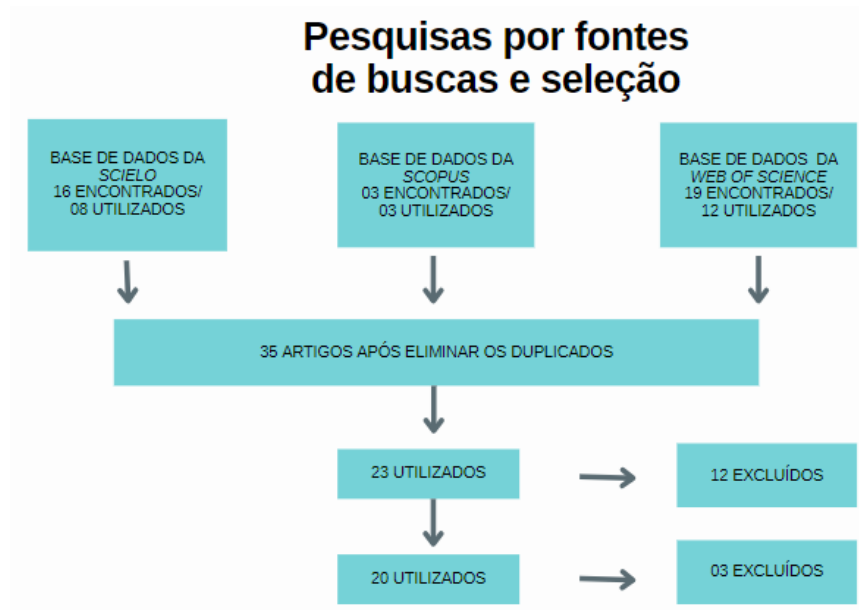 Pesquisas por fontes
de buscas e seleção
BASE DE DADOS DA
SCIELO
16 ENCONTRADOS/
08 UTILIZADOS
BASE DE DADOS DA
SCOPUS
03 ENCONTRADOS/
03 UTILIZADOS
BASE DE DADOS DA
WEB OF SCIENCE
19 ENCONTRADOS/
12 UTILIZADOS
35 ARTIGOS APÓS ELIMINAR OS DUPLICADOS
23 UTILIZADOS
12 EXCLUÍDOS
20 UTILIZADOS
03 EXCLUÍDOS